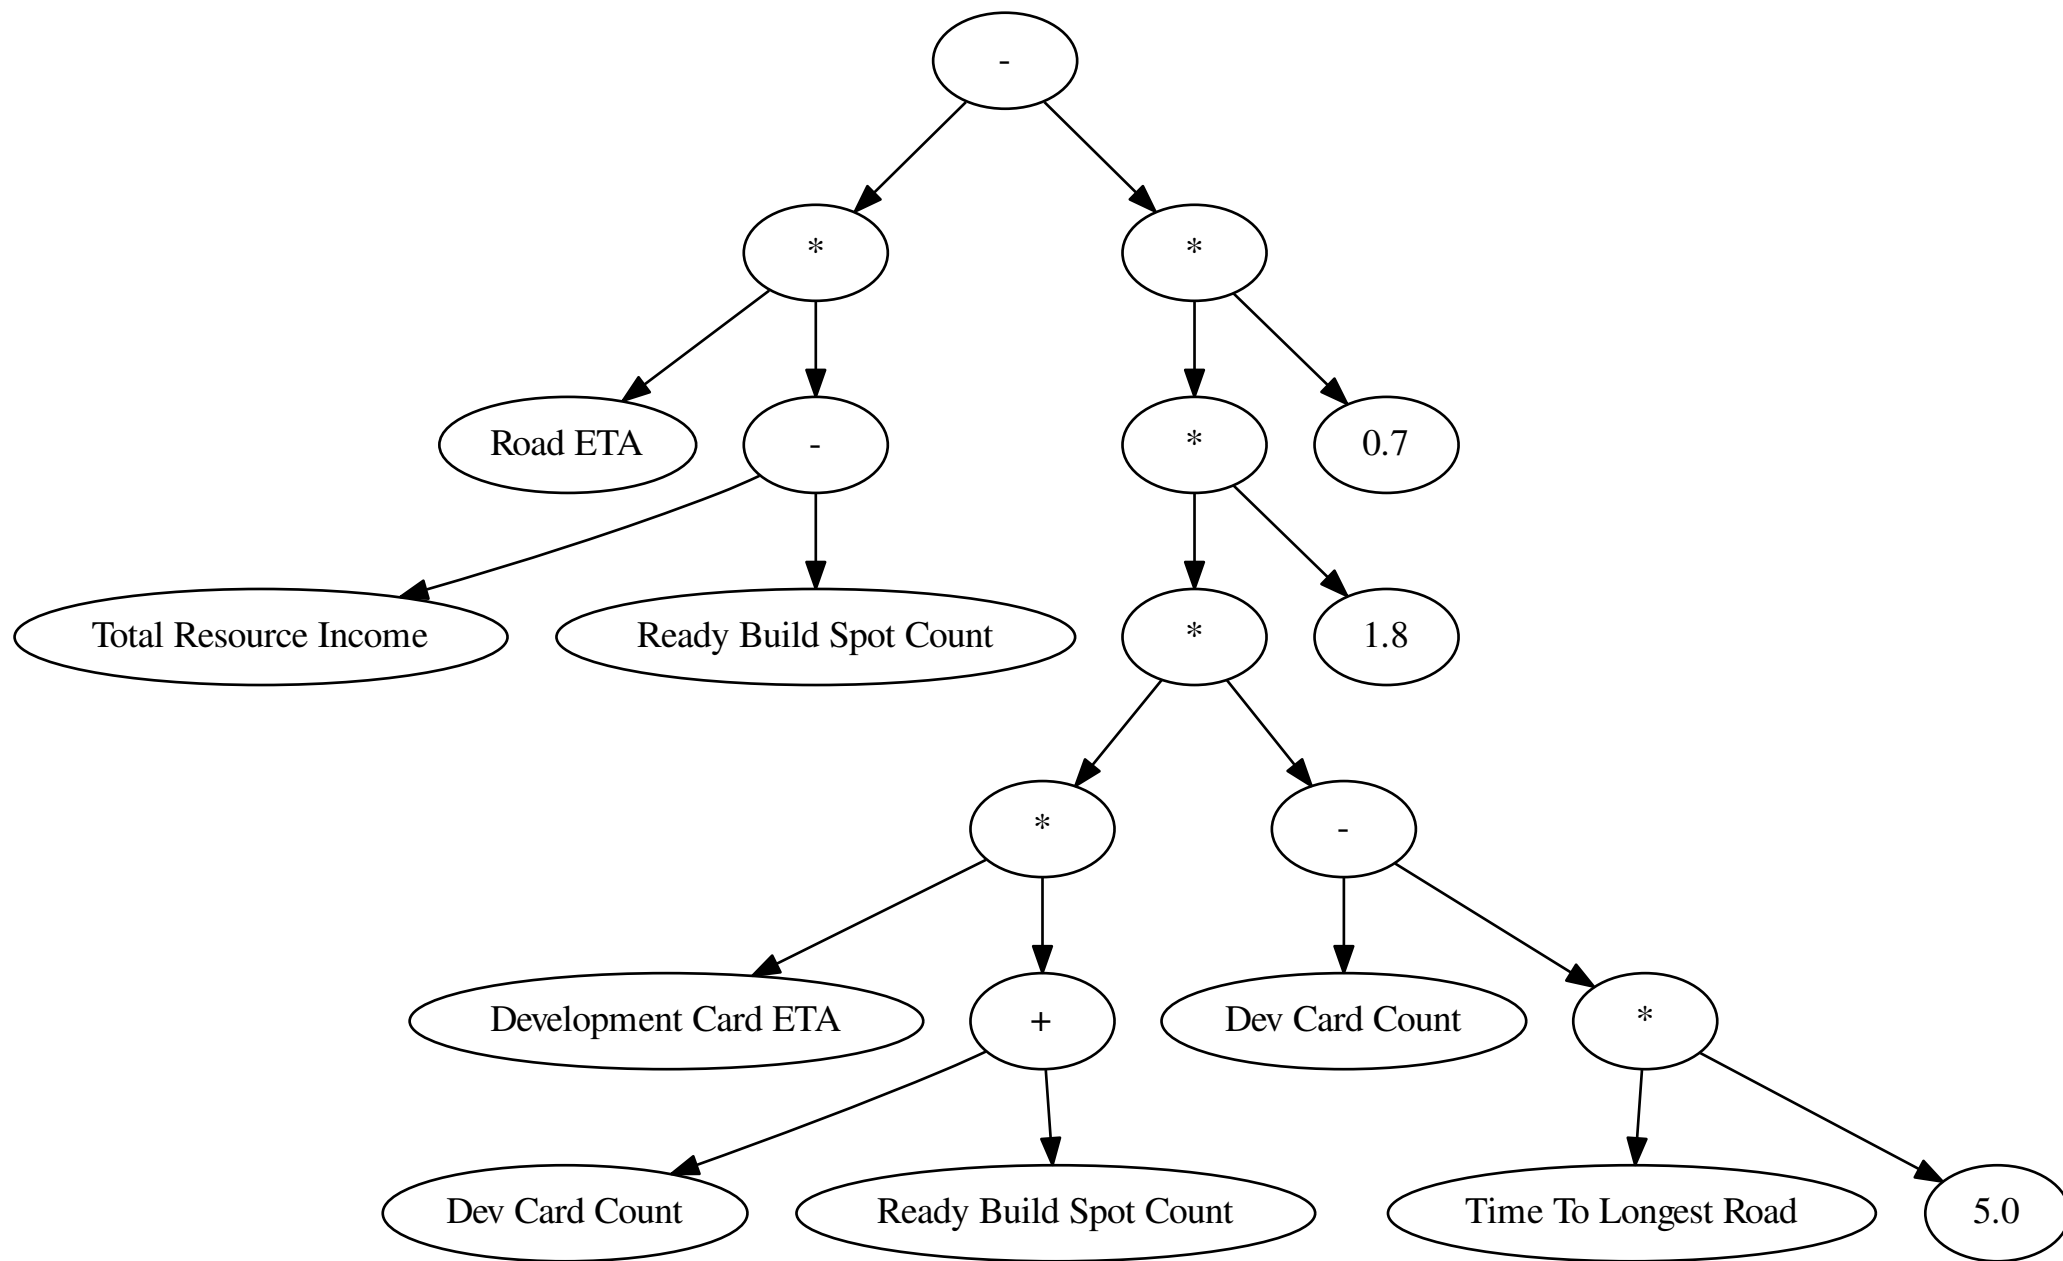 -
*
*
Road ETA
-
*
0.7
Total Resource Income
Ready Build Spot Count
*
1.8
*
-
Development Card ETA
+
Dev Card Count
*
Dev Card Count
Ready Build Spot Count
Time To Longest Road
5.0